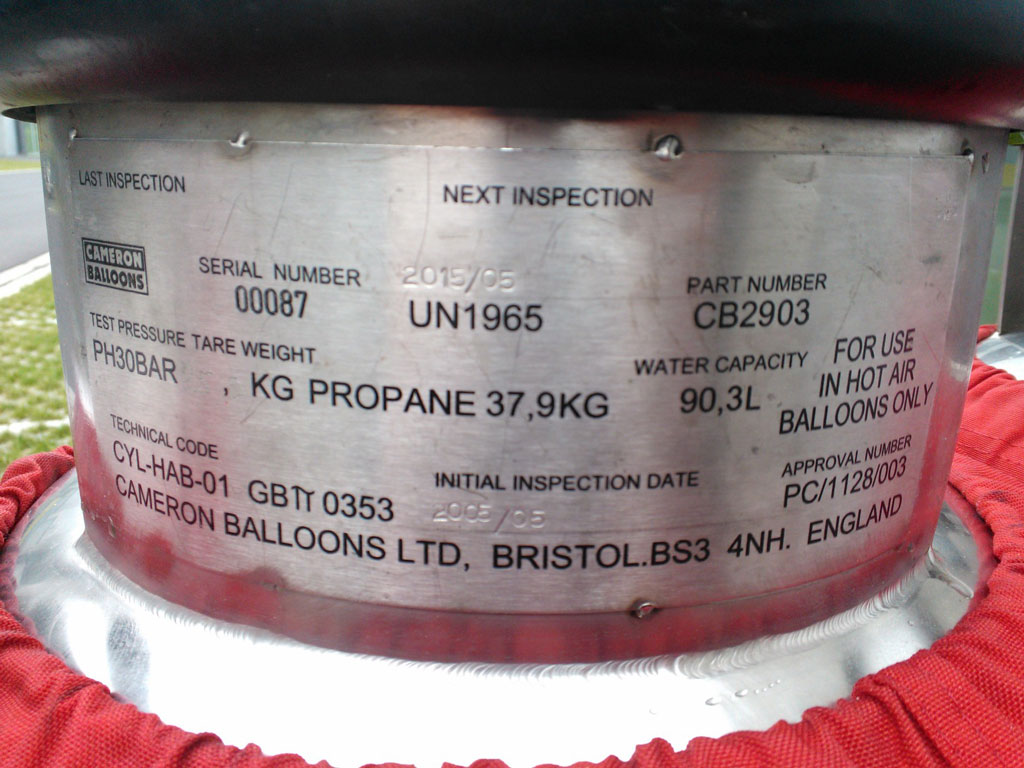 LAST INSPECTION
NEXT INSPECTION
CAMERON
BALLOONS
SERIAL NUMBER
00087
2015/05
UN1965
PART NUMBER
CB2903
TEST PRESSURE
PH30BAR
TARE WEIGHT
, KG PROPANE 37,9KG
WATER CAPACITY
90,3L
FOR USE
IN HOT AIR
BALLOONS ONLY
TECHNICAL CODE
CYL-HAB-01 GB 0353
INITIAL INSPECTION DATE
2005/05
APPROVAL NUMBER
PC/1128/003
CAMERON BALLOONS LTD, BRISTOL.BS3 4NH. ENGLAND